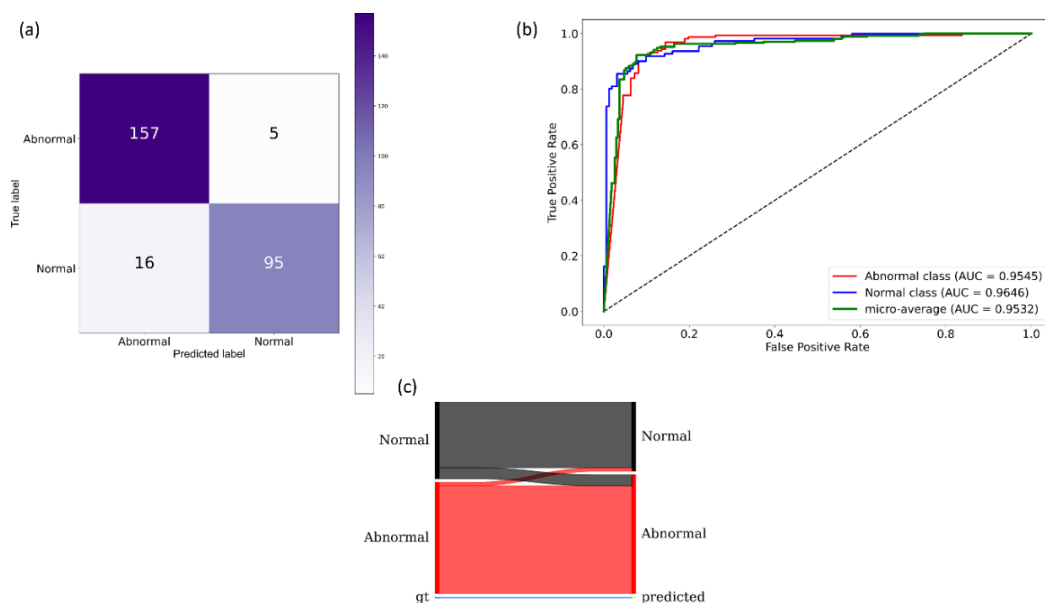 (a)
140
120
100
80
60
40
20
Abnormal
157
5
True label
Normal
16
95
Abnormal
Normal
Predicted label
(b)
1.0
0.8
0.6
0.4
0.2
0.0
True Positive Rate
Abnormal class (AUC = 0.9545)
Normal class (AUC = 0.9646)
micro-average (AUC = 0.9532)
0.0
0.2
0.4
0.6
0.8
1.0
False Positive Rate
(c)
Normal
Normal
Abnormal
Abnormal
gt
predicted